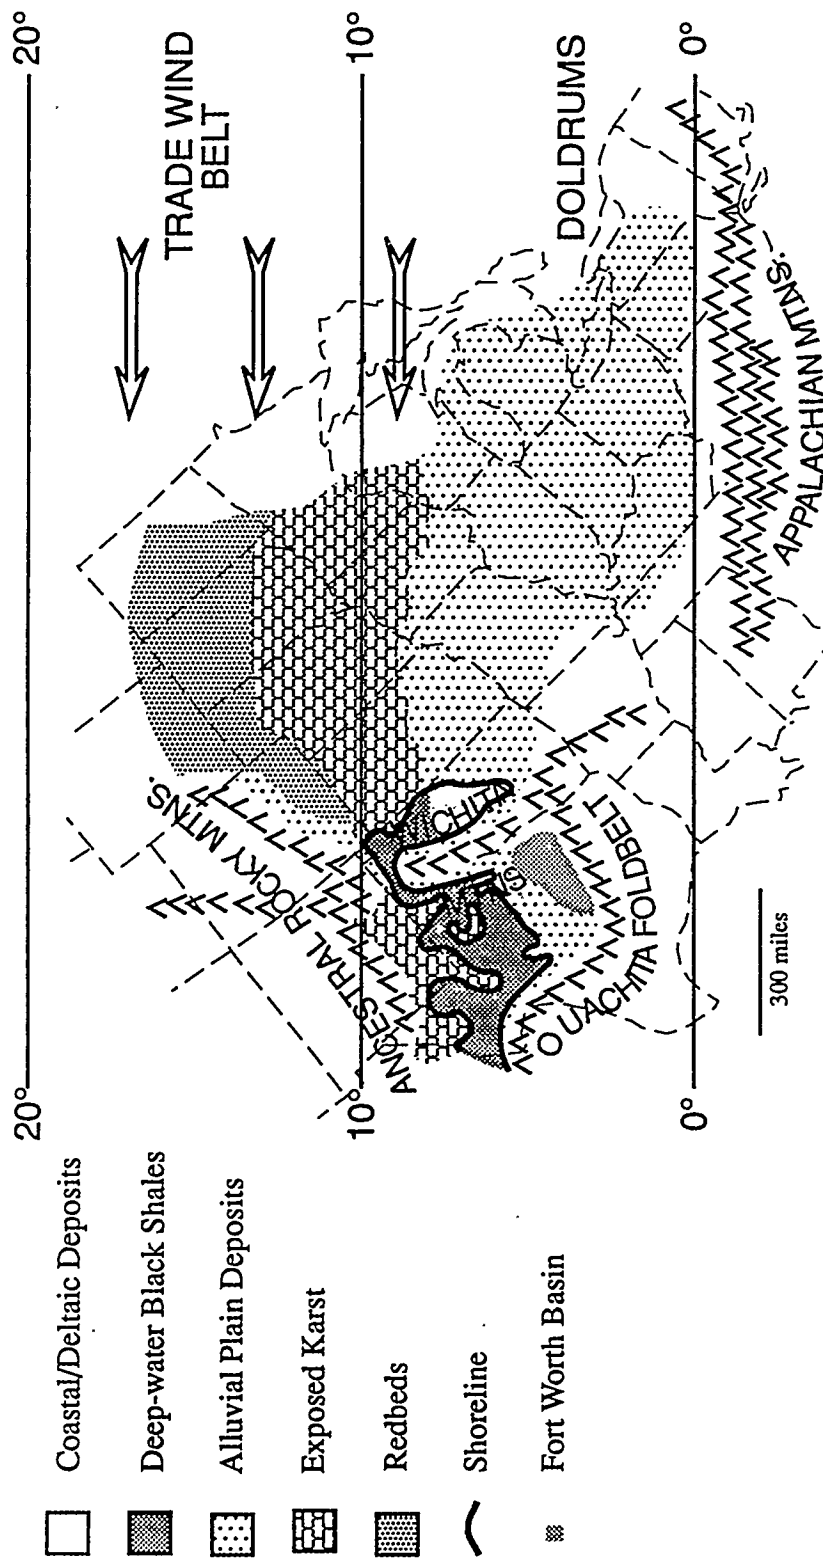 20°
20°
TRADE WIND
BELT
10°
10°
DOLDRUMS
0°
0°
ANCESTRAL ROCKY MTNS.
WICHITA
OUACHITA FOLDBELT
APPALACHIAN MTNS.
300 miles
Coastal/Deltaic Deposits
Deep-water Black Shales
Alluvial Plain Deposits
Exposed Karst
Redbeds
Shoreline
Fort Worth Basin